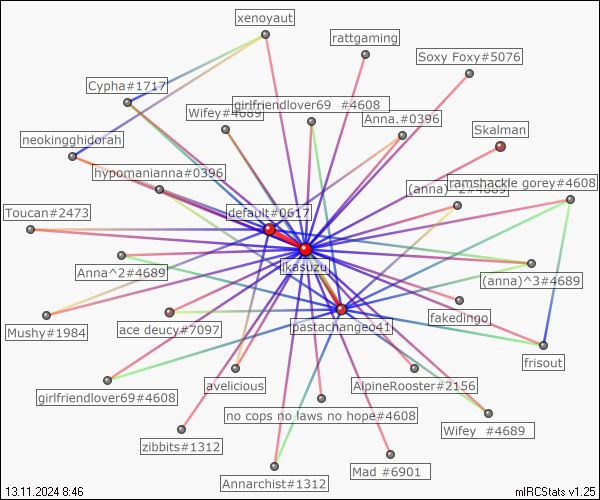 xenoyaut
rattgaming
Soxy Foxy#5076
Cypha#1717
Wifey#4689
girlfriendlover69 #4608
Anna.#0396
Skalman
neokingghidorah
hypomanianna#0396
(anna)^2#4689
ramshackle gorey#4608
Toucan#2473
default#0617
ikasuzu
Anna^2#4689
(anna)^3#4689
Mushy#1984
ace deucy#7097
pastachangeo41
fakedingo
frisout
girlfriendlover69#4608
avelicious
AlpineRooster#2156
no cops no laws no hope#4608
Wifey #4689
zibbits#1312
Annarchist#1312
Mad #6901
13.11.2024 8:46
mIRCStats v1.25